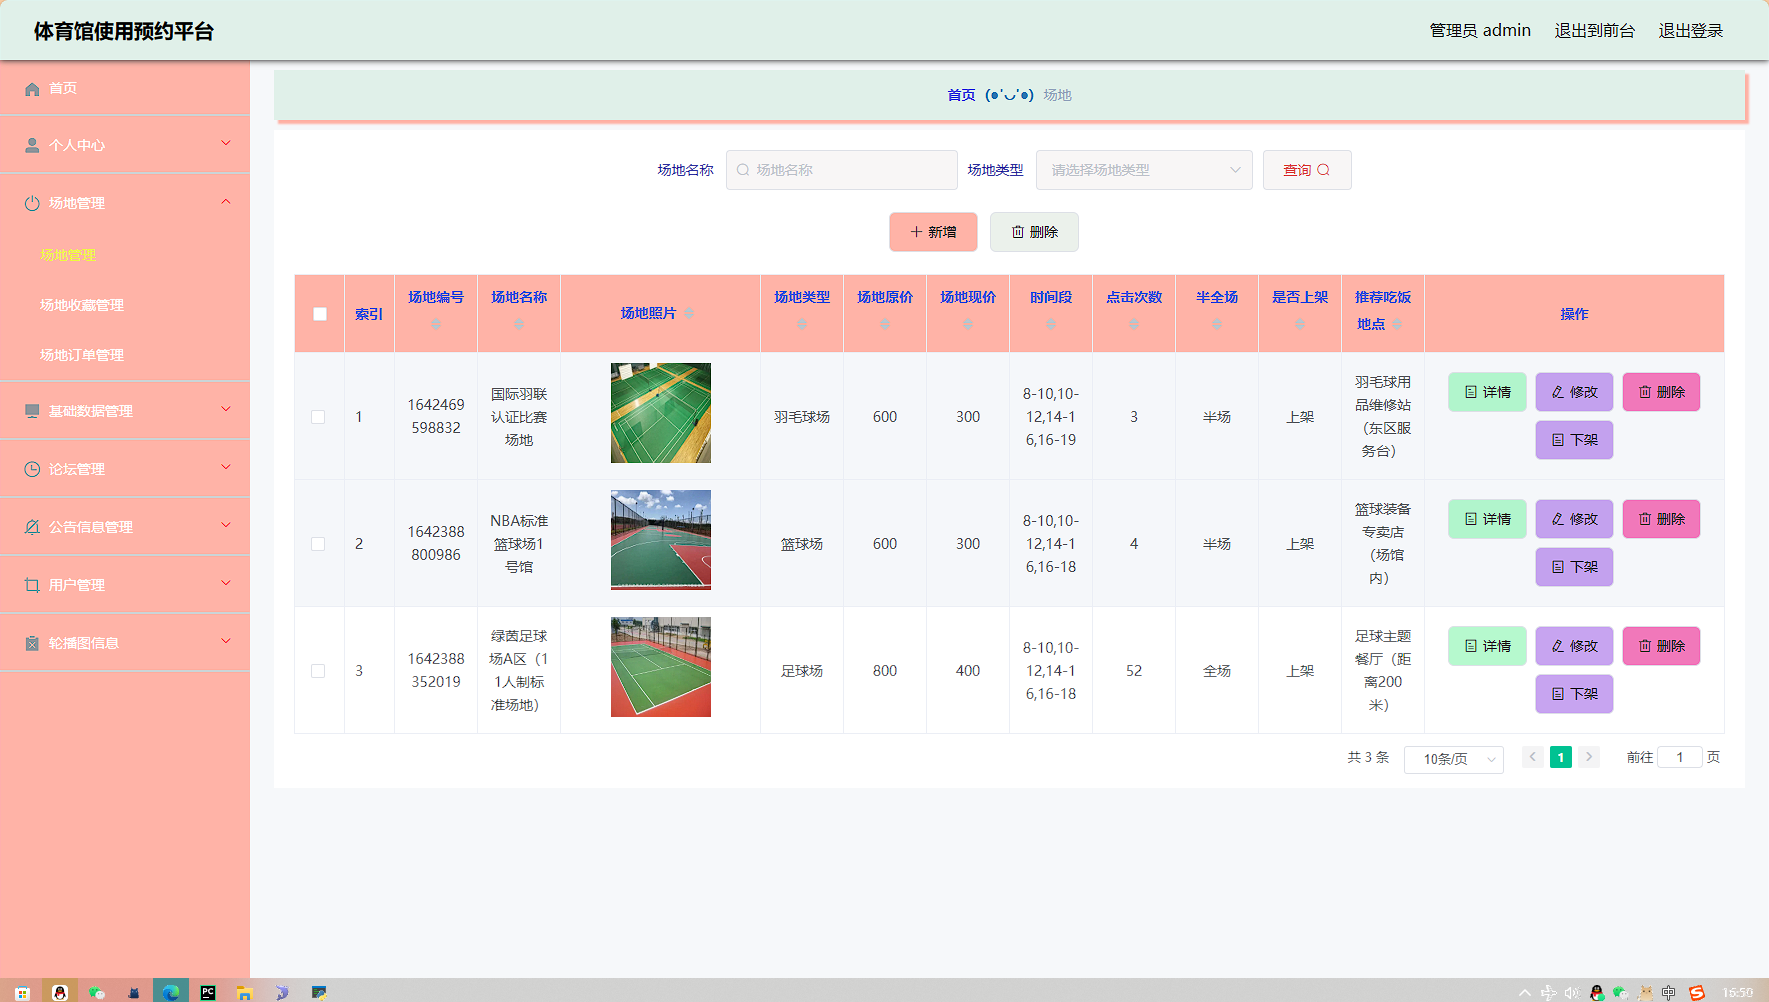 体育馆使用预约平台
管理员 admin 退出到前台 退出登录
首页
个人中心
场地管理
场地管理
场地收藏管理
场地订单管理
基础数据管理
论坛管理
公告信息管理
用户管理
轮播图信息
首页 (●'◡'●) 场地
场地名称 场地名称 场地类型 请选择场地类型 查询
新增 删除
索引 场地编号 场地名称 场地照片 场地类型 场地原价 场地现价 时间段 点击次数 半全场 是否上架 推荐吃饭
地点 操作
1
1642469
598832
国际羽联
认证比赛
场地
羽毛球场
600
300
8-10,10-
12,14-1
6,16-19
3
半场
上架
羽毛球用
品维修站
（东区服
务台）
详情 修改 删除
下架
2
1642388
800986
NBA标准
篮球场1
号馆
篮球场
600
300
8-10,10-
12,14-1
6,16-18
4
半场
上架
篮球装备
专卖店
（场馆
内）
详情 修改 删除
下架
3
1642388
352019
绿茵足球
场A区（1
1人制标
准场地）
足球场
800
400
8-10,10-
12,14-1
6,16-18
52
全场
上架
足球主题
餐厅（距
离200
米）
详情 修改 删除
下架
共 3 条 10条/页 1 前往 1 页
PC
中
16:50